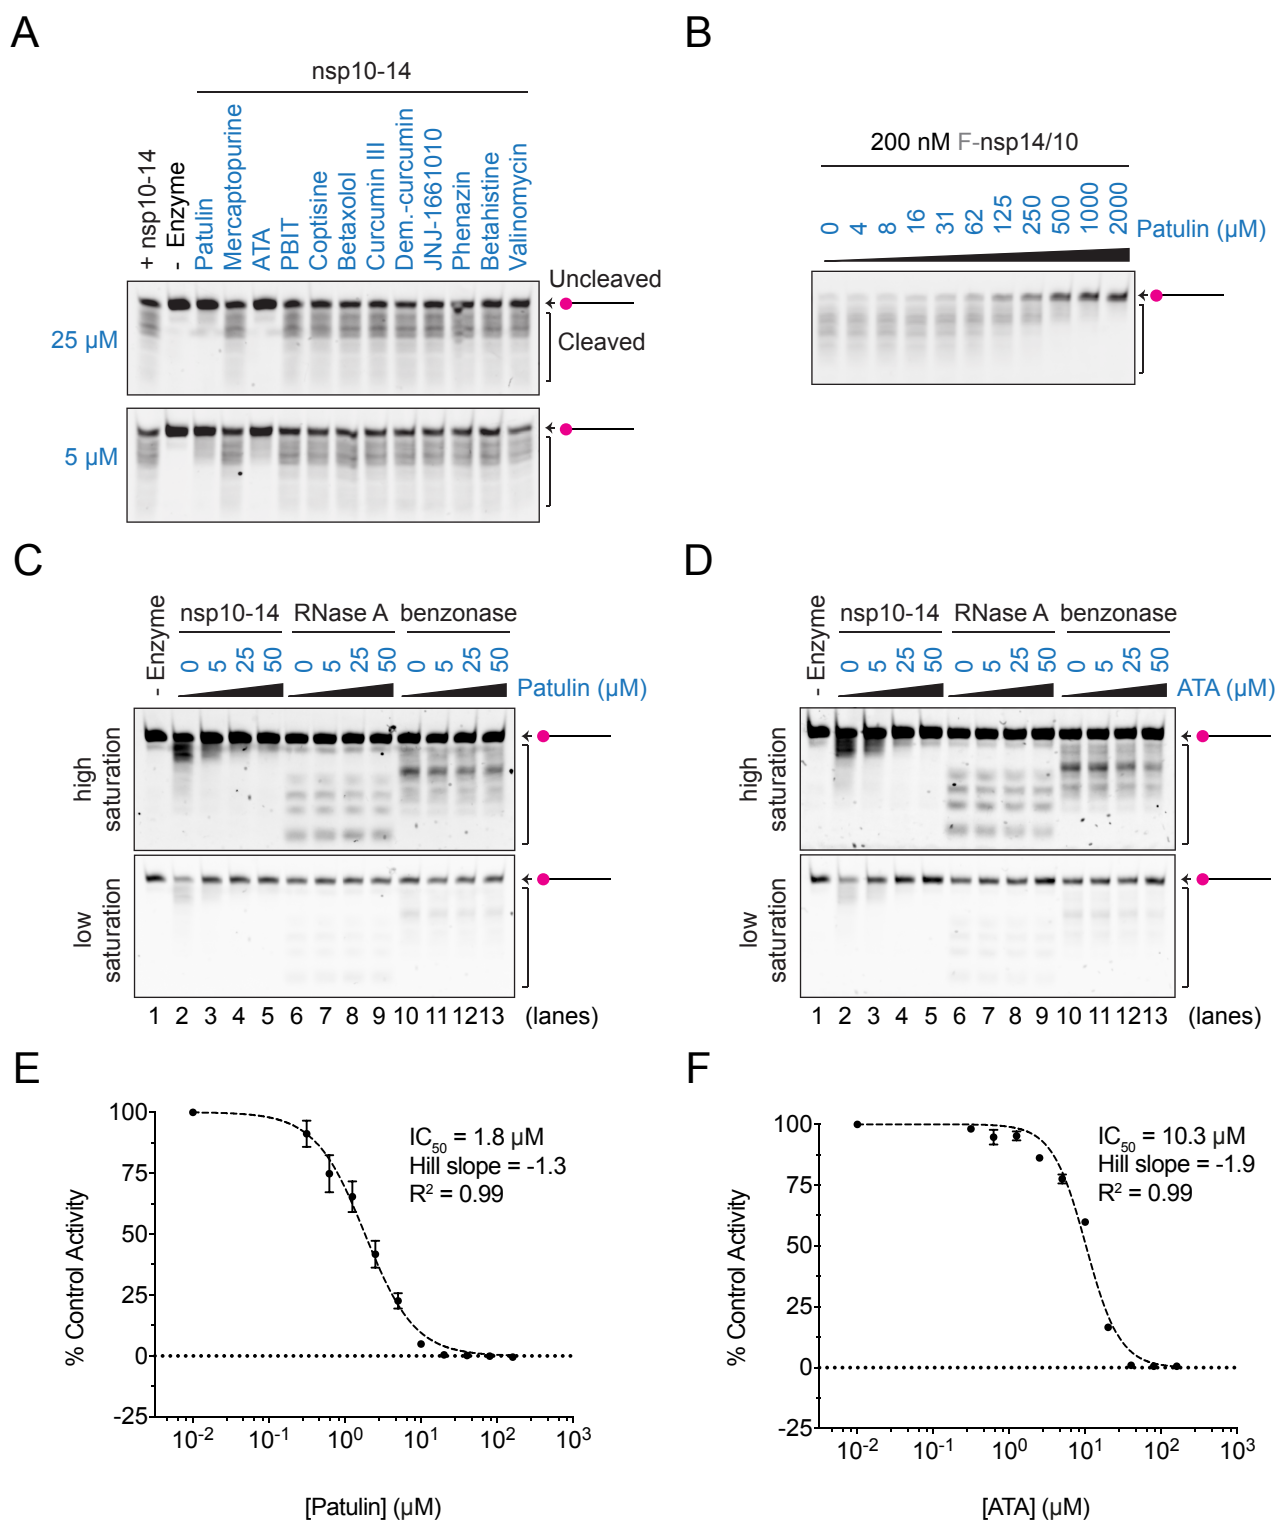 A
nsp10-14
+ nsp10-14
- Enzyme
Patulin
Mercaptopurine
ATA
PBIT
Coptisine
Betaxolol
Curcumin III
Dem.-curcumin
JNJ-1661010
Phenazin
Betahistine
Valinomycin
Uncleaved
Cleaved
25 µM
5 µM
B
200 nM F-nsp14/10
0 4 8 16 31 62 125 250 500 1000 2000
Patulin (µM)
C
- Enzyme
nsp10-14 RNase A benzonase
0 5 25 50 0 5 25 50 0 5 25 50
Patulin (µM)
high
saturation
low
saturation
1 2 3 4 5 6 7 8 9 10 11 12 13 (lanes)
D
- Enzyme
nsp10-14 RNase A benzonase
0 5 25 50 0 5 25 50 0 5 25 50
ATA (µM)
high
saturation
low
saturation
1 2 3 4 5 6 7 8 9 10 11 12 13 (lanes)
E
% Control Activity
100
75
50
25
0
-25
IC50 = 1.8 µM
Hill slope = -1.3
R² = 0.99
10⁻² 10⁻¹ 10⁰ 10¹ 10² 10³
[Patulin] (µM)
F
% Control Activity
100
75
50
25
0
-25
IC50 = 10.3 µM
Hill slope = -1.9
R² = 0.99
10⁻² 10⁻¹ 10⁰ 10¹ 10² 10³
[ATA] (µM)